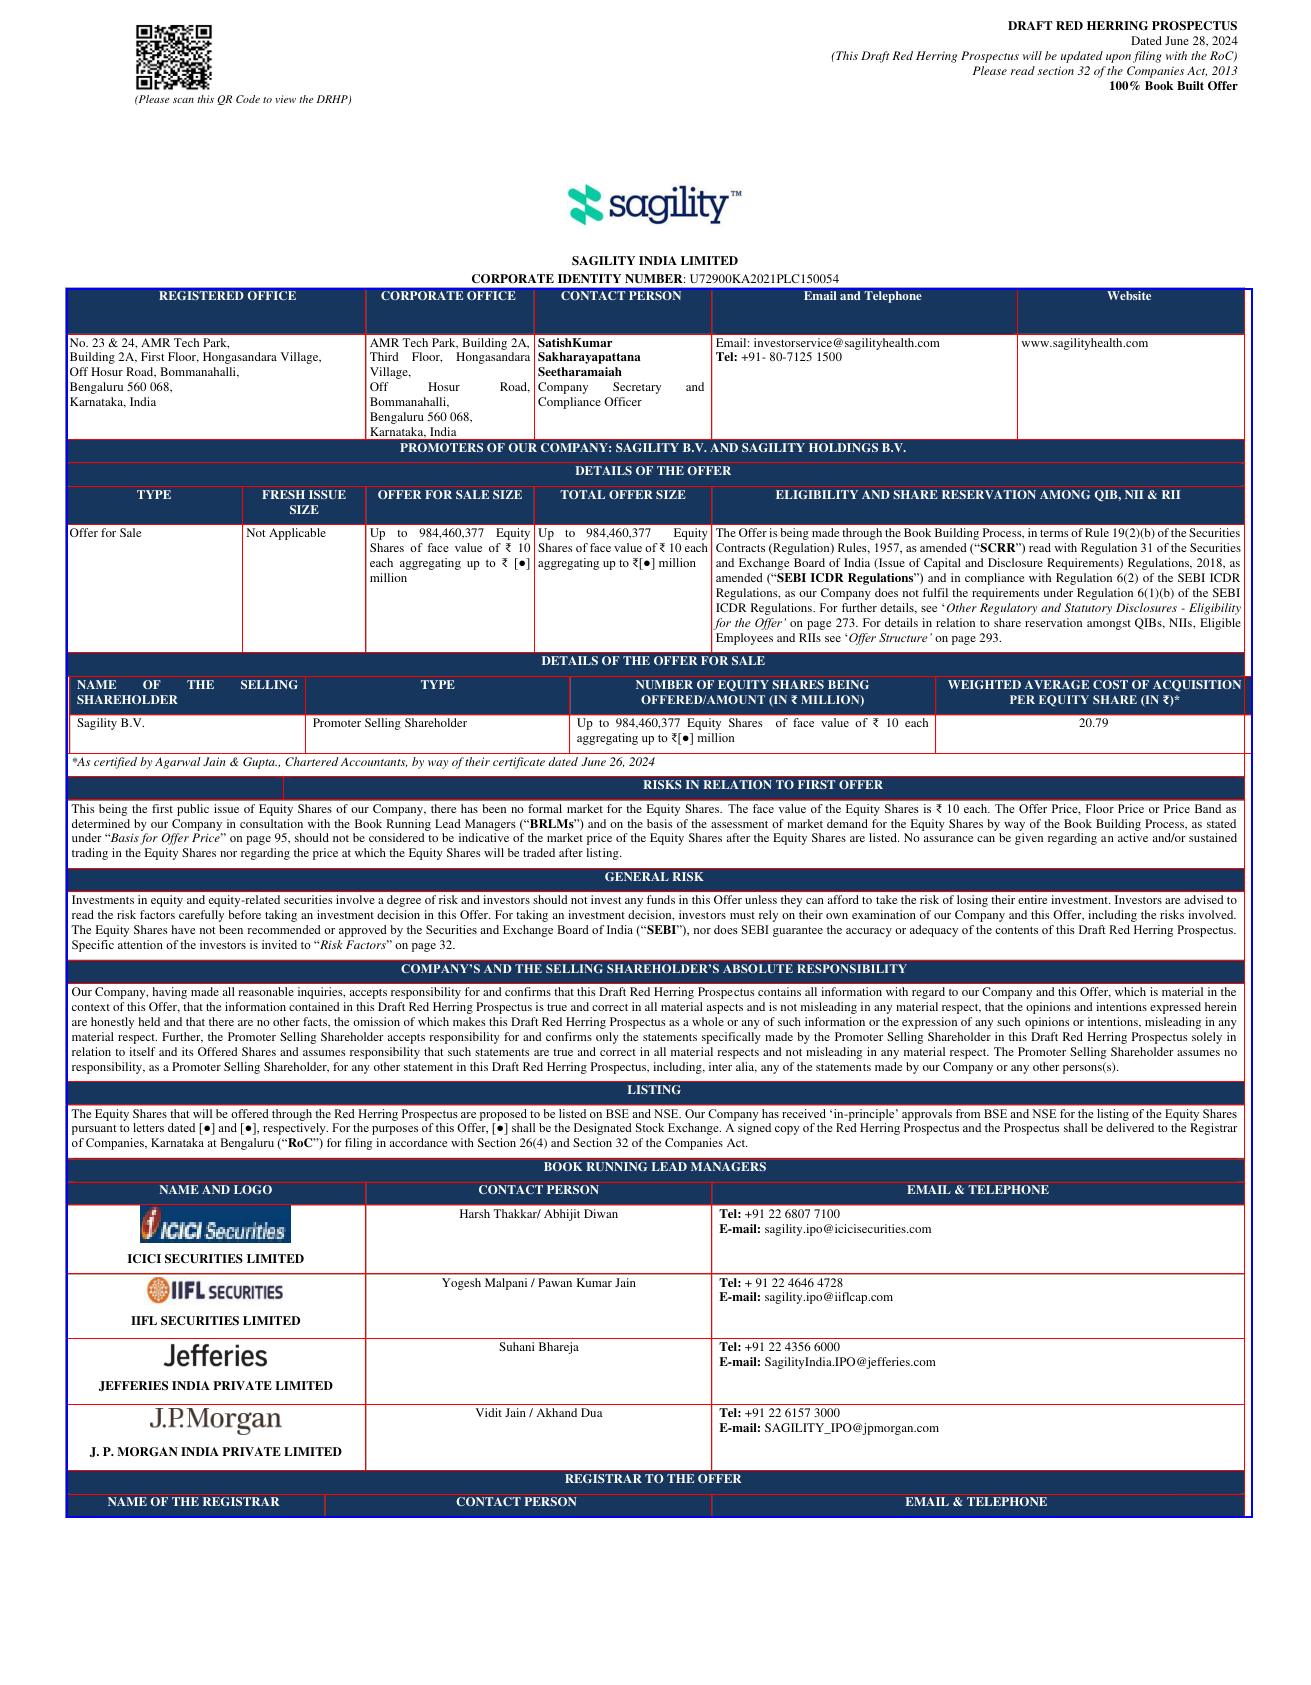 DRAFT RED HERRING PROSPECTUS
Dated June 28, 2024
(This Draft Red Herring Prospectus will be updated upon filing with the RoC)
Please read section 32 of the Companies Act, 2013
100% Book Built Offer
(Please scan this QR Code to view the DRHP)
sagility™
SAGILITY INDIA LIMITED
CORPORATE IDENTITY NUMBER: U72900KA2021PLC150054
REGISTERED OFFICE
CORPORATE OFFICE
CONTACT PERSON
Email and Telephone
Website
No. 23 & 24, AMR Tech Park,
Building 2A, First Floor, Hongasandara Village,
Off Hosur Road, Bommanahalli,
Bengaluru 560 068,
Karnataka, India
AMR Tech Park, Building 2A,
Third Floor, Hongasandara
Village,
Off Hosur Road,
Bommanahalli,
Bengaluru 560 068,
Karnataka, India
SatishKumar
Sakharayapattana
Seetharamaiah
Company Secretary and
Compliance Officer
Email: investorservice@sagilityhealth.com
Tel: +91- 80-7125 1500
www.sagilityhealth.com
PROMOTERS OF OUR COMPANY: SAGILITY B.V. AND SAGILITY HOLDINGS B.V.
DETAILS OF THE OFFER
TYPE
FRESH ISSUE
SIZE
OFFER FOR SALE SIZE
TOTAL OFFER SIZE
ELIGIBILITY AND SHARE RESERVATION AMONG QIB, NII & RII
Offer for Sale
Not Applicable
Up to 984,460,377 Equity
Shares of face value of ₹ 10
each aggregating up to ₹ [●]
million
Up to 984,460,377 Equity
Shares of face value of ₹ 10 each
aggregating up to ₹[●] million
The Offer is being made through the Book Building Process, in terms of Rule 19(2)(b) of the Securities
Contracts (Regulation) Rules, 1957, as amended (“SCRR”) read with Regulation 31 of the Securities
and Exchange Board of India (Issue of Capital and Disclosure Requirements) Regulations, 2018, as
amended (“SEBI ICDR Regulations”) and in compliance with Regulation 6(2) of the SEBI ICDR
Regulations, as our Company does not fulfil the requirements under Regulation 6(1)(b) of the SEBI
ICDR Regulations. For further details, see ‘Other Regulatory and Statutory Disclosures - Eligibility
for the Offer’ on page 273. For details in relation to share reservation amongst QIBs, NIIs, Eligible
Employees and RIIs see ‘Offer Structure’ on page 293.
DETAILS OF THE OFFER FOR SALE
NAME OF THE SELLING
SHAREHOLDER
TYPE
NUMBER OF EQUITY SHARES BEING
OFFERED/AMOUNT (IN ₹ MILLION)
WEIGHTED AVERAGE COST OF ACQUISITION
PER EQUITY SHARE (IN ₹)*
Sagility B.V.
Promoter Selling Shareholder
Up to 984,460,377 Equity Shares of face value of ₹ 10 each
aggregating up to ₹[●] million
20.79
*As certified by Agarwal Jain & Gupta., Chartered Accountants, by way of their certificate dated June 26, 2024
RISKS IN RELATION TO FIRST OFFER
This being the first public issue of Equity Shares of our Company, there has been no formal market for the Equity Shares. The face value of the Equity Shares is ₹ 10 each. The Offer Price, Floor Price or Price Band as
determined by our Company in consultation with the Book Running Lead Managers (“BRLMs”) and on the basis of the assessment of market demand for the Equity Shares by way of the Book Building Process, as stated
under “Basis for Offer Price” on page 95, should not be considered to be indicative of the market price of the Equity Shares after the Equity Shares are listed. No assurance can be given regarding an active and/or sustained
trading in the Equity Shares nor regarding the price at which the Equity Shares will be traded after listing.
GENERAL RISK
Investments in equity and equity-related securities involve a degree of risk and investors should not invest any funds in this Offer unless they can afford to take the risk of losing their entire investment. Investors are advised to
read the risk factors carefully before taking an investment decision in this Offer. For taking an investment decision, investors must rely on their own examination of our Company and this Offer, including the risks involved.
The Equity Shares have not been recommended or approved by the Securities and Exchange Board of India (“SEBI”), nor does SEBI guarantee the accuracy or adequacy of the contents of this Draft Red Herring Prospectus.
Specific attention of the investors is invited to “Risk Factors” on page 32.
COMPANY’S AND THE SELLING SHAREHOLDER’S ABSOLUTE RESPONSIBILITY
Our Company, having made all reasonable inquiries, accepts responsibility for and confirms that this Draft Red Herring Prospectus contains all information with regard to our Company and this Offer, which is material in the
context of this Offer, that the information contained in this Draft Red Herring Prospectus is true and correct in all material aspects and is not misleading in any material respect, that the opinions and intentions expressed herein
are honestly held and that there are no other facts, the omission of which makes this Draft Red Herring Prospectus as a whole or any of such information or the expression of any such opinions or intentions, misleading in any
material respect. Further, the Promoter Selling Shareholder accepts responsibility for and confirms only the statements specifically made by the Promoter Selling Shareholder in this Draft Red Herring Prospectus solely in
relation to itself and its Offered Shares and assumes responsibility that such statements are true and correct in all material respects and not misleading in any material respect. The Promoter Selling Shareholder assumes no
responsibility, as a Promoter Selling Shareholder, for any other statement in this Draft Red Herring Prospectus, including, inter alia, any of the statements made by our Company or any other persons(s).
LISTING
The Equity Shares that will be offered through the Red Herring Prospectus are proposed to be listed on BSE and NSE. Our Company has received ‘in-principle’ approvals from BSE and NSE for the listing of the Equity Shares
pursuant to letters dated [●] and [●], respectively. For the purposes of this Offer, [●] shall be the Designated Stock Exchange. A signed copy of the Red Herring Prospectus and the Prospectus shall be delivered to the Registrar
of Companies, Karnataka at Bengaluru (“RoC”) for filing in accordance with Section 26(4) and Section 32 of the Companies Act.
BOOK RUNNING LEAD MANAGERS
NAME AND LOGO
CONTACT PERSON
EMAIL & TELEPHONE
ICICI Securities
ICICI SECURITIES LIMITED
Harsh Thakkar/ Abhijit Diwan
Tel: +91 22 6807 7100
E-mail: sagility.ipo@icicisecurities.com
IIFL SECURITIES
IIFL SECURITIES LIMITED
Yogesh Malpani / Pawan Kumar Jain
Tel: + 91 22 4646 4728
E-mail: sagility.ipo@iiflcap.com
Jefferies
JEFFERIES INDIA PRIVATE LIMITED
Suhani Bhareja
Tel: +91 22 4356 6000
E-mail: SagilityIndia.IPO@jefferies.com
J.P.Morgan
J. P. MORGAN INDIA PRIVATE LIMITED
Vidit Jain / Akhand Dua
Tel: +91 22 6157 3000
E-mail: SAGILITY_IPO@jpmorgan.com
REGISTRAR TO THE OFFER
NAME OF THE REGISTRAR
CONTACT PERSON
EMAIL & TELEPHONE